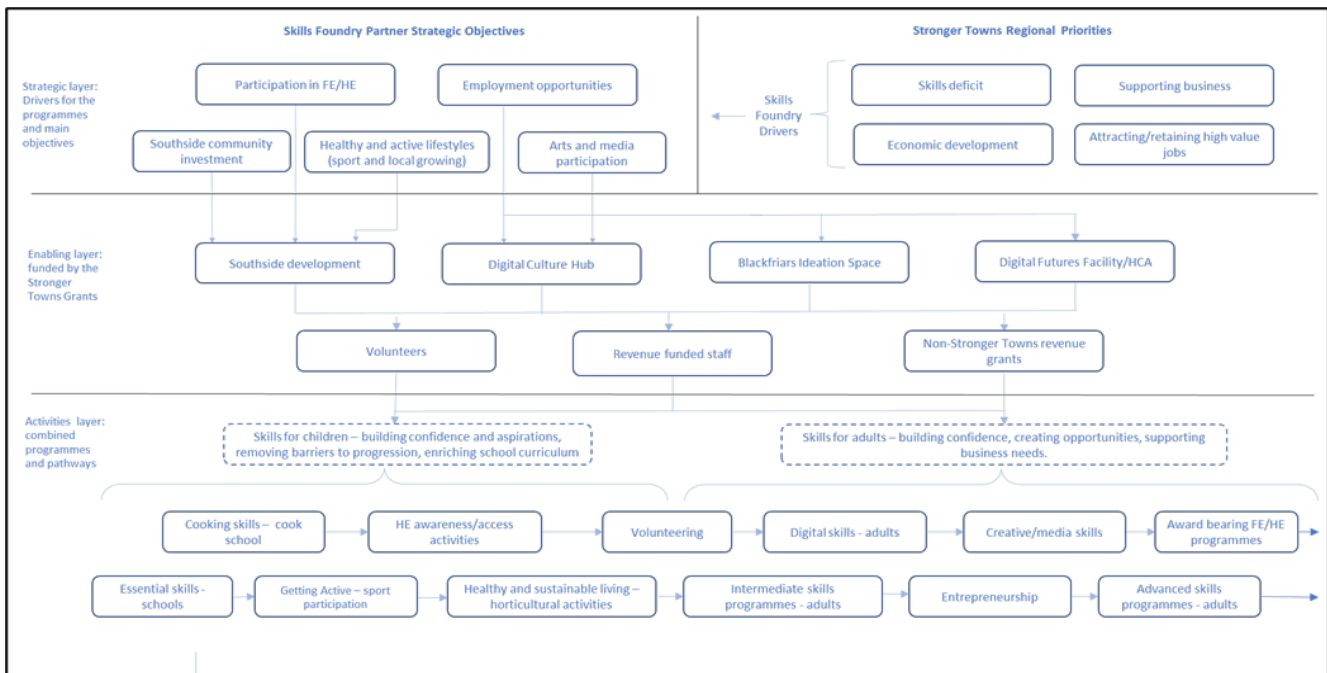 Skills Foundry Partner Strategic Objectives
Stronger Towns Regional Priorities
Strategic layer:
Drivers for the
programmes
and main
objectives
Participation in FE/HE
Employment opportunities
Southside community
investment
Healthy and active lifestyles
(sport and local growing)
Arts and media
participation
Skills
Foundry
Drivers
Skills deficit
Supporting business
Economic development
Attracting/retaining high value
jobs
Enabling layer:
funded by the
Stronger
Towns Grants
Southside development
Digital Culture Hub
Blackfriars Ideation Space
Digital Futures Facility/HCA
Volunteers
Revenue funded staff
Non-Stronger Towns revenue
grants
Activities layer:
combined
programmes
and pathways
Skills for children – building confidence and aspirations,
removing barriers to progression, enriching school curriculum
Skills for adults – building confidence, creating opportunities, supporting
business needs.
Cooking skills – cook
school
HE awareness/access
activities
Volunteering
Digital skills - adults
Creative/media skills
Award bearing FE/HE
programmes
Essential skills -
schools
Getting Active – sport
participation
Healthy and sustainable living –
horticultural activities
Intermediate skills
programmes - adults
Entrepreneurship
Advanced skills
programmes - adults